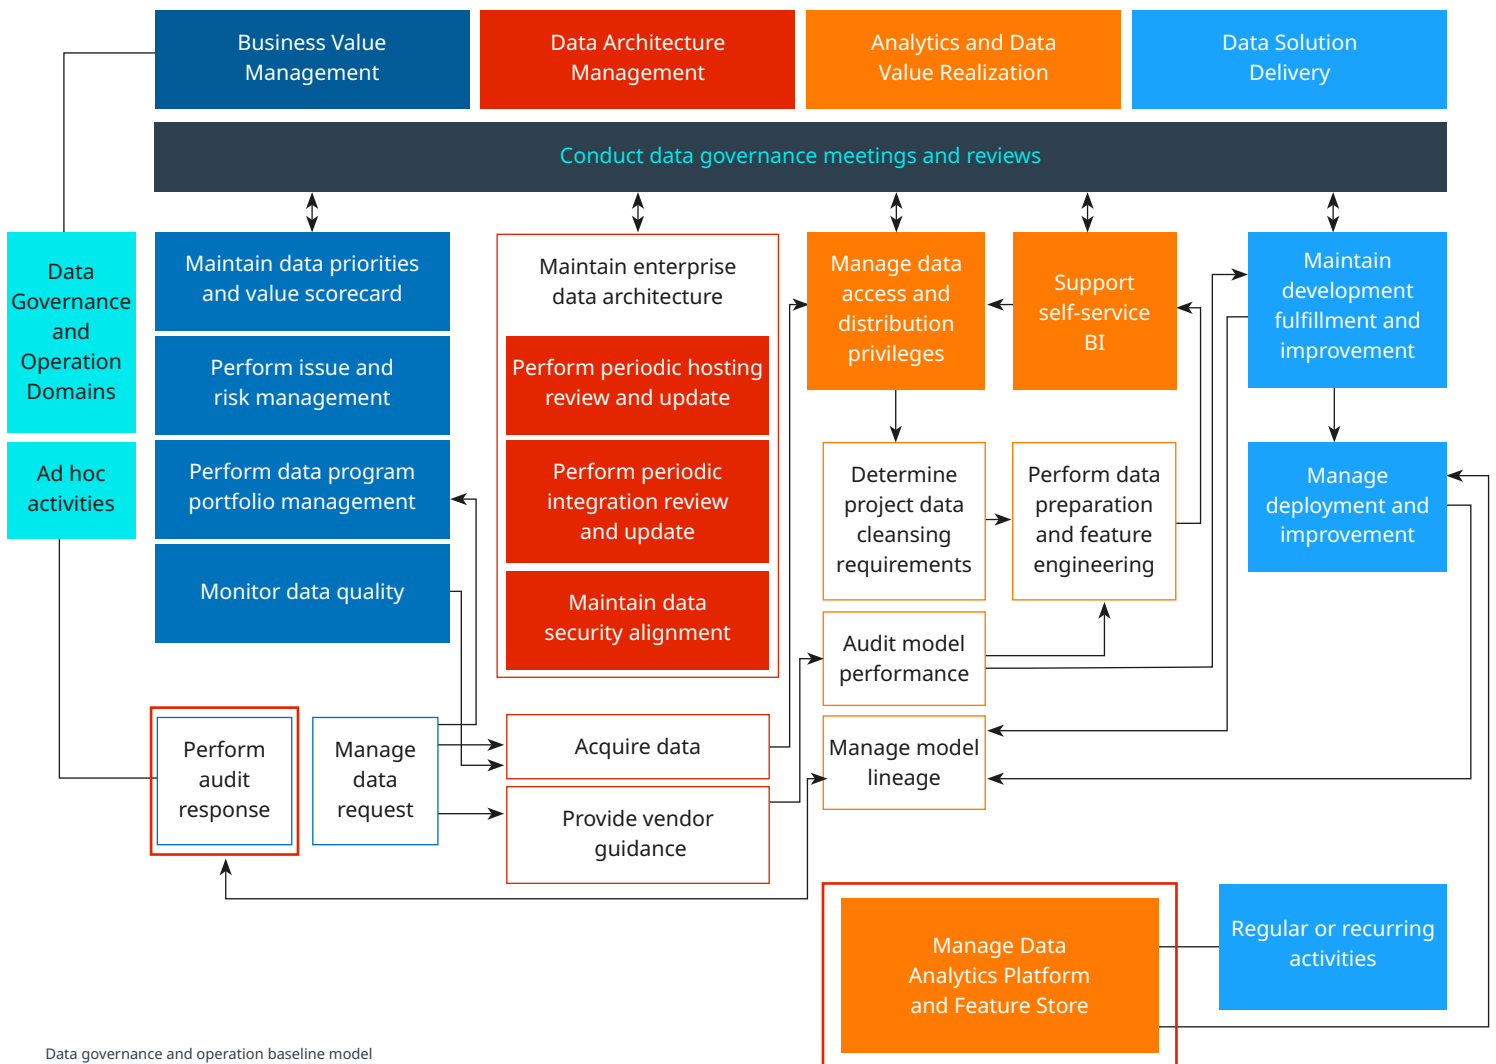 Business Value
Management
Data Architecture
Management
Analytics and Data
Value Realization
Data Solution
Delivery
Conduct data governance meetings and reviews
Data
Governance
and
Operation
Domains
Ad hoc
activities
Maintain data priorities
and value scorecard
Perform issue and
risk management
Perform data program
portfolio management
Monitor data quality
Maintain enterprise
data architecture
Perform periodic hosting
review and update
Perform periodic
integration review
and update
Maintain data
security alignment
Manage data
access and
distribution
privileges
Support
self-service
BI
Maintain
development
fulfillment and
improvement
Determine
project data
cleansing
requirements
Perform data
preparation
and feature
engineering
Manage
deployment and
improvement
Audit model
performance
Manage model
lineage
Perform
audit
response
Manage
data
request
Acquire data
Provide vendor
guidance
Manage Data
Analytics Platform
and Feature Store
Regular or recurring
activities
Data governance and operation baseline model